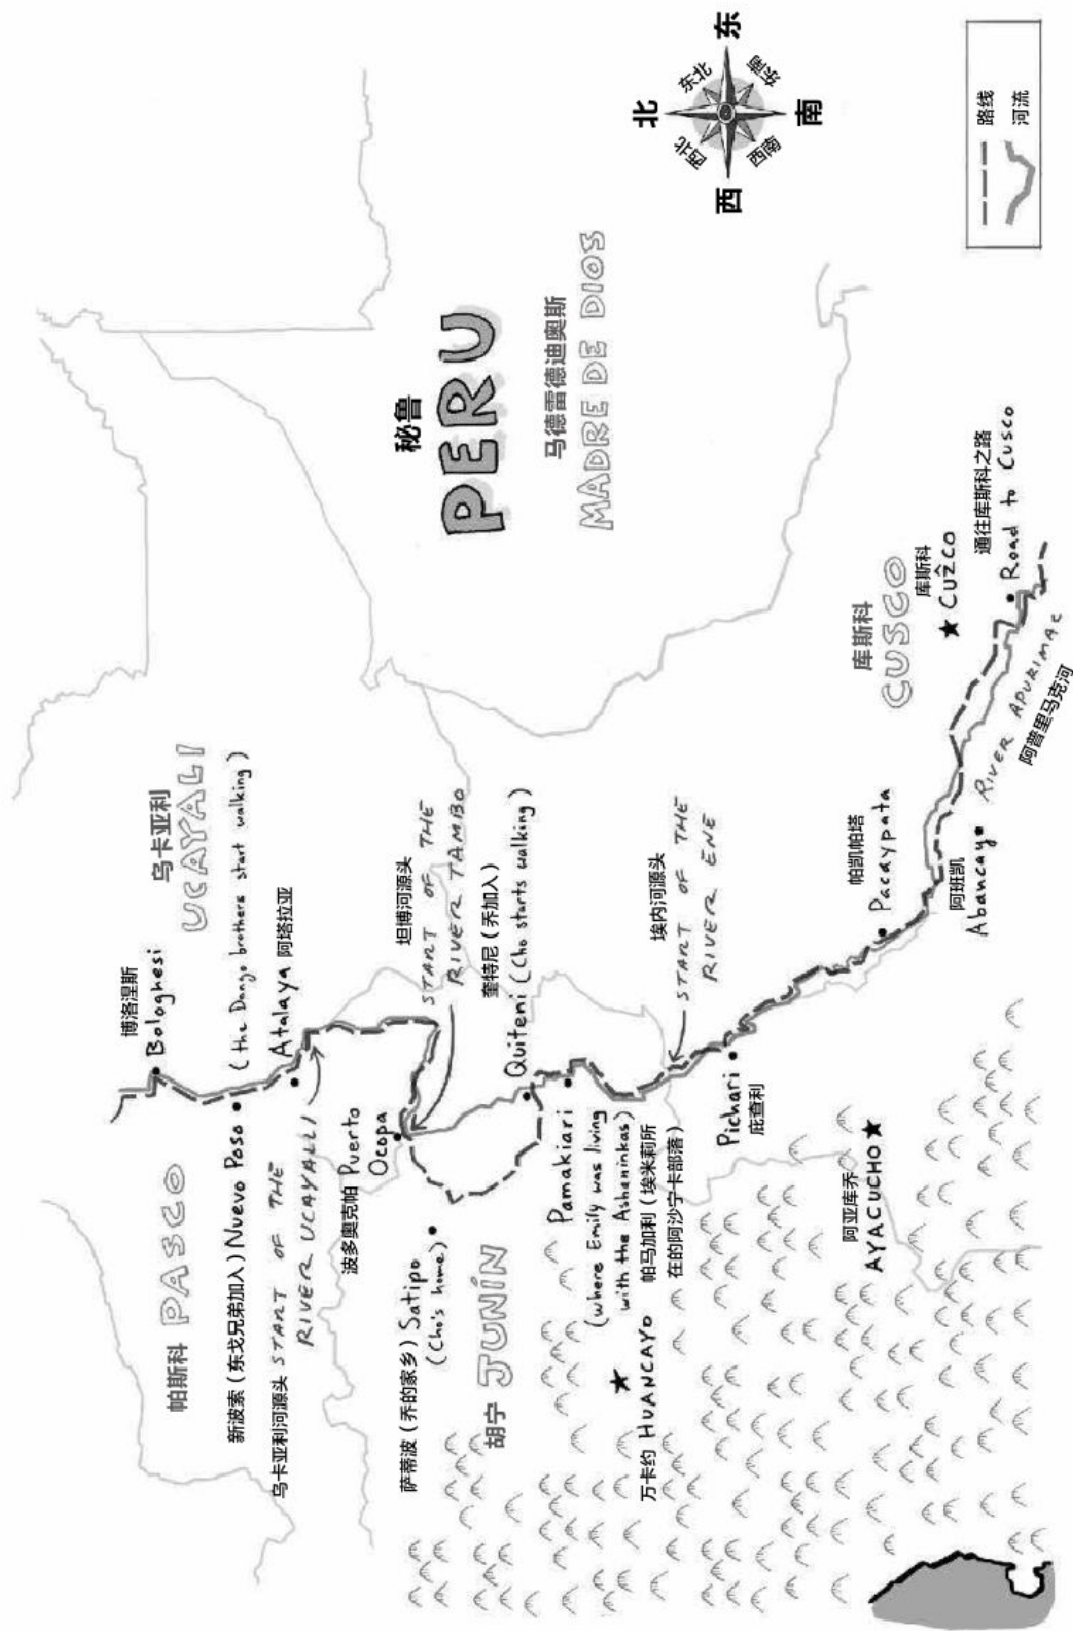 北
东北
东
东南
南
西南
西
西北
路线
河流
秘鲁
PERU
马德雷德迪奥斯
MADRE DE DIOS
博洛涅斯
Bologhesi
乌卡亚利
UCAYALI
帕斯科 PASCO
新波索（东戈兄弟加入）Nuevo Poso (the Dongo brothers start walking)
Atalaya 阿塔拉亚
乌卡亚利河源头 START OF THE
RIVER UCAYALI
波多奥克帕 Puerto
Ocopa
坦博河源头
START OF THE
RIVER TAMBO
萨蒂波（乔的家乡）Satipo
(Cho's home)
胡宁 JUNÍN
奎特尼（乔加入）
Quiteni (Cho starts walking)
Pamakiari
(where Emily was living
with the Asheninkas)
帕马加利（埃米莉所
在的阿沙宁卡部落）
万卡约 HUANCAYO
埃内河源头
START OF THE
RIVER ENE
Pichari
庇查利
阿亚库乔
AYACUCHO
帕凯帕塔
Pacaypata
库斯科
CUSCO
库斯科
CUZCO
阿班凯
Abancay
RIVER APURIMAC
阿普里马克河
通往库斯科之路
Road to Cusco